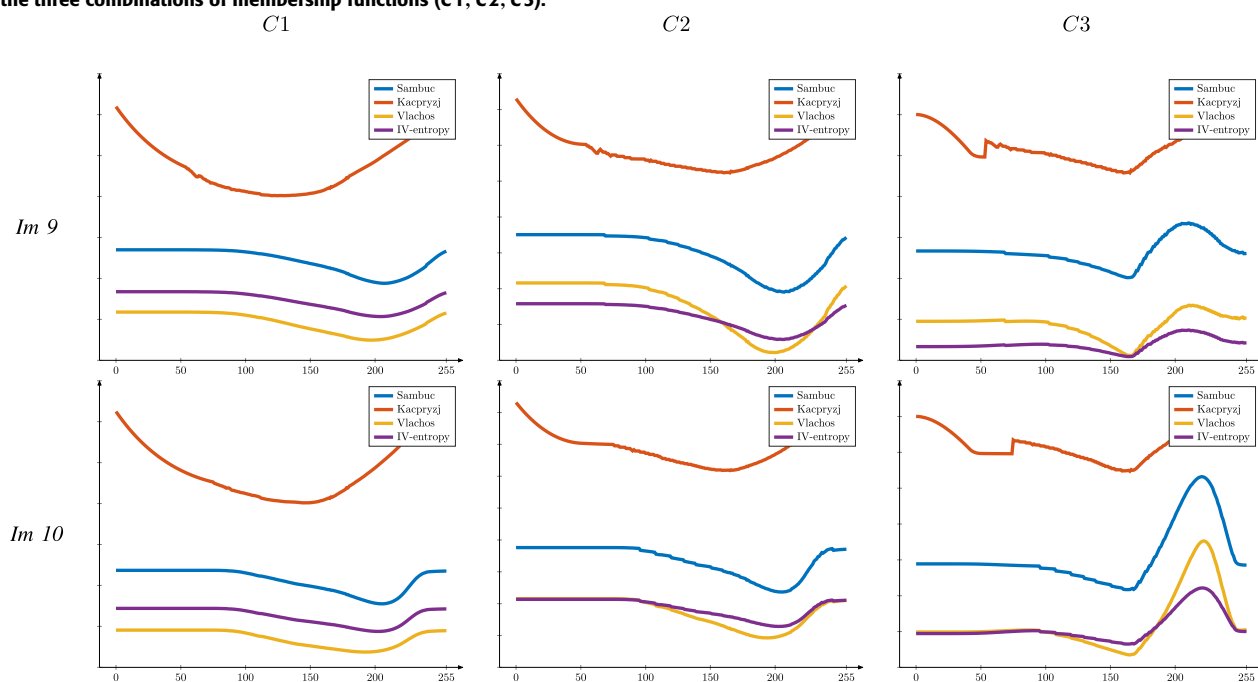 the three combinations of membership functions (C1, C2, C3).
C1 C2 C3
Sambuc
Kacpryzj
Vlachos
IV-entropy
Sambuc
Kacpryzj
Vlachos
IV-entropy
Sambuc
Kacpryzj
Vlachos
IV-entropy
Im 9
0 50 100 150 200 255
0 50 100 150 200 255
0 50 100 150 200 255
Sambuc
Kacpryzj
Vlachos
IV-entropy
Sambuc
Kacpryzj
Vlachos
IV-entropy
Sambuc
Kacpryzj
Vlachos
IV-entropy
Im 10
0 50 100 150 200 255
0 50 100 150 200 255
0 50 100 150 200 255